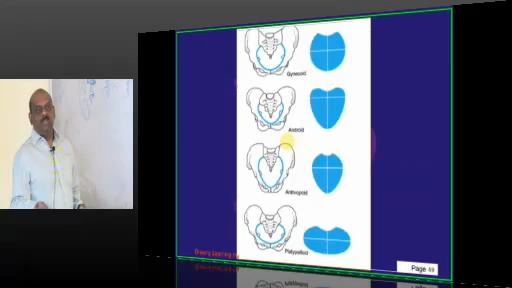 Gynecoid
Android
Anthropoid
Platypelloid
Page 49